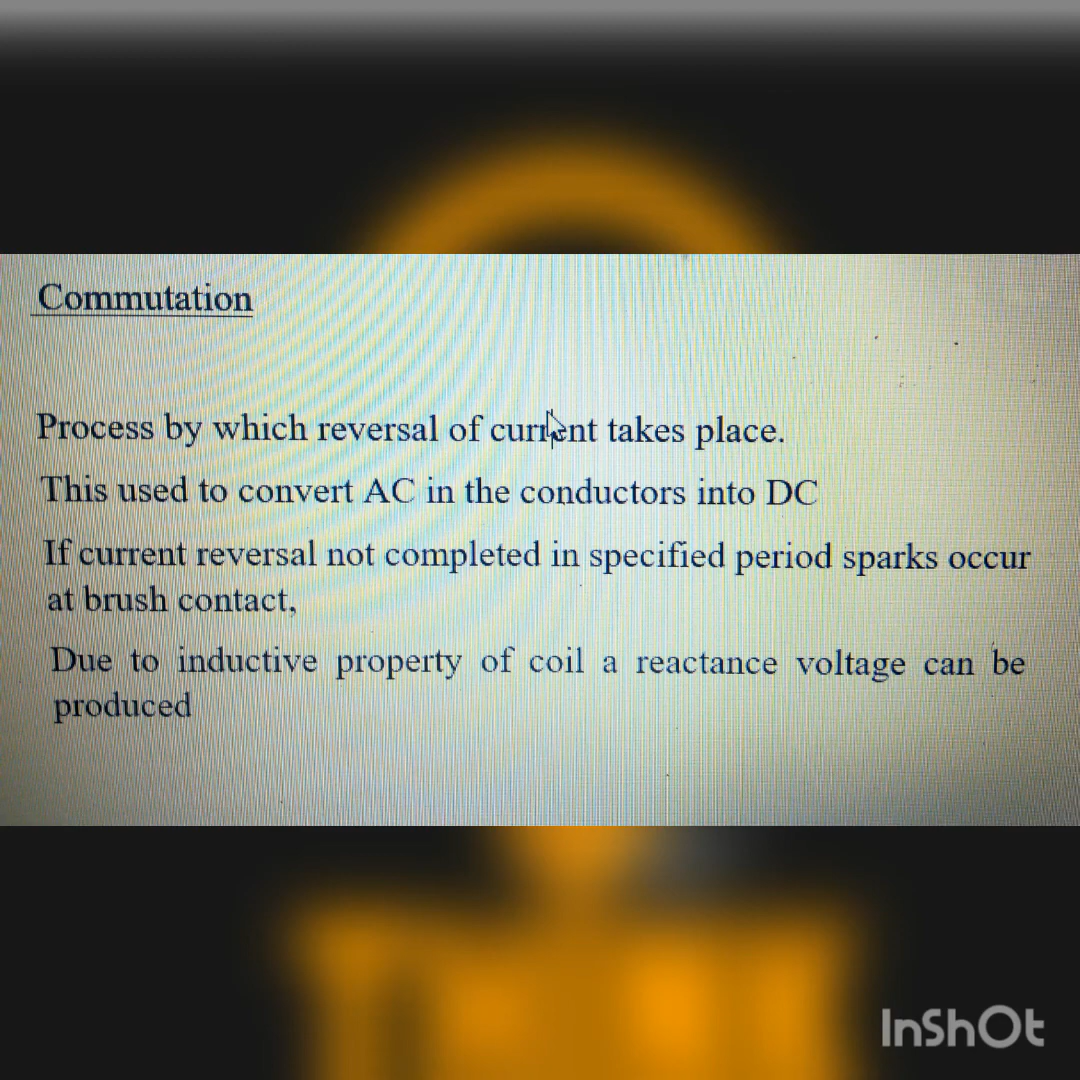 Commutation
Process by which reversal of current takes place.
This used to convert AC in the conductors into DC
If current reversal not completed in specified period sparks occur
at brush contact,
Due to inductive property of coil a reactance voltage can be
produced
InShOt